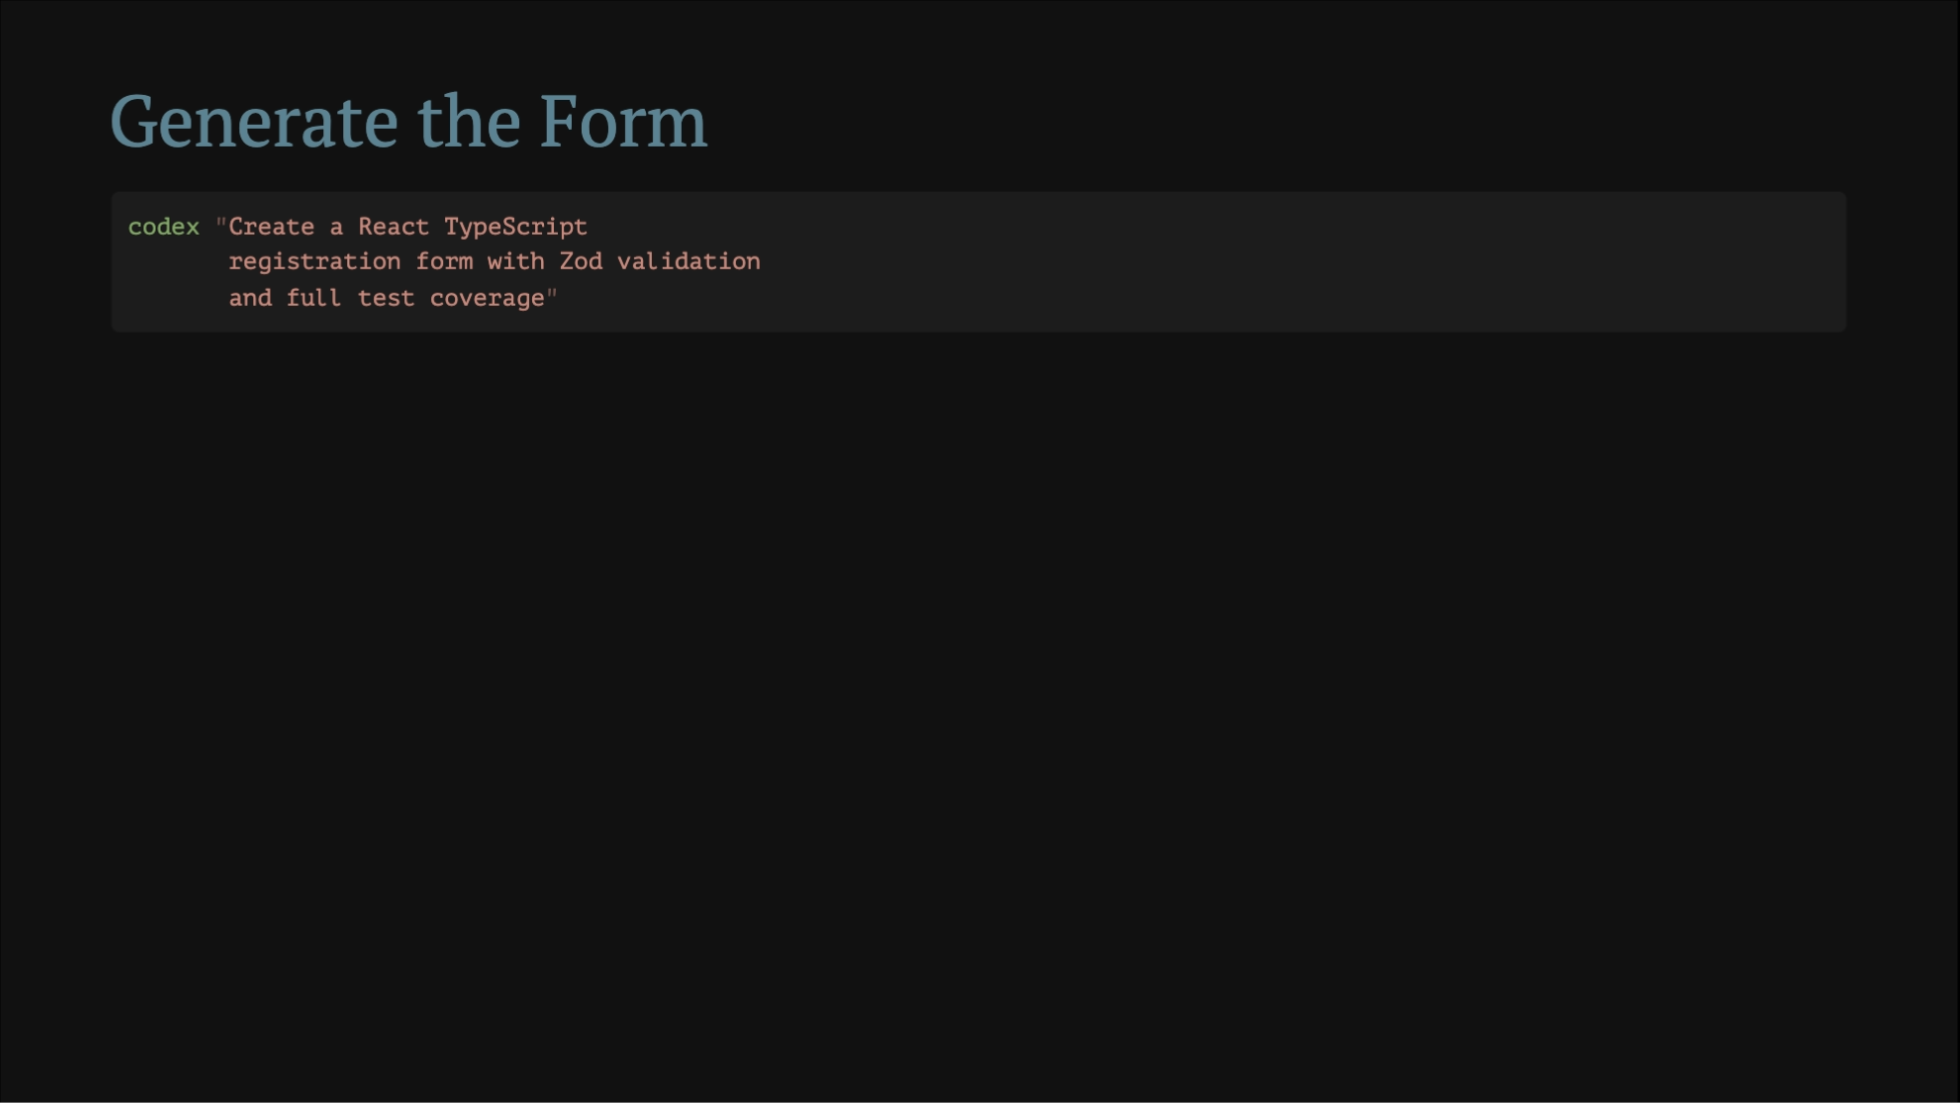 Generate the Form
codex "Create a React TypeScript
registration form with Zod validation
and full test coverage"